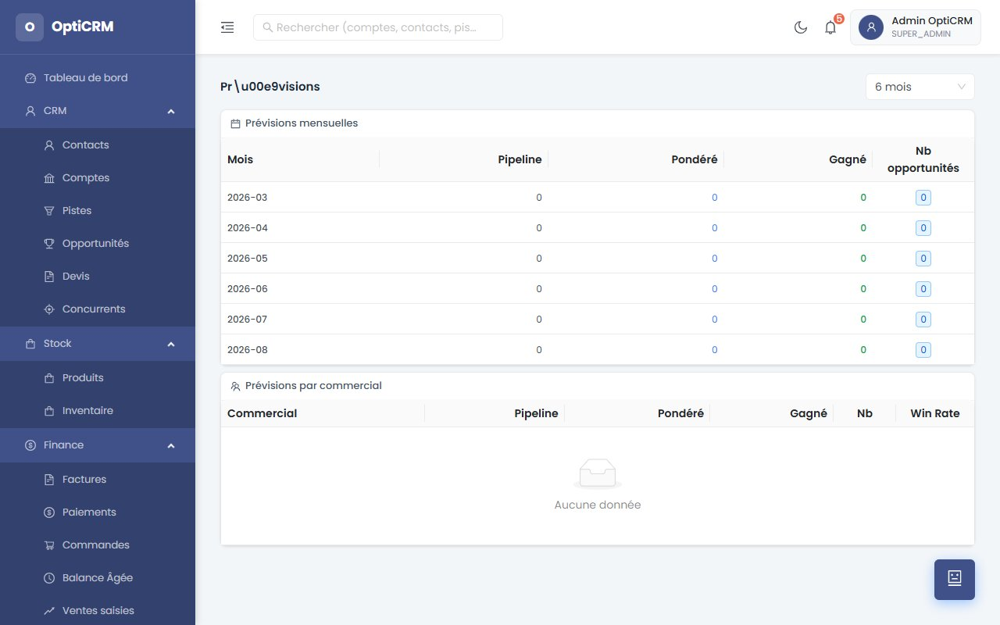 O OptiCRM
Rechercher (comptes, contacts, pis...
5
Admin OptiCRM
SUPER_ADMIN
Tableau de bord
CRM
Contacts
Comptes
Pistes
Opportunités
Devis
Concurrents
Stock
Produits
Inventaire
Finance
Factures
Paiements
Commandes
Balance Âgée
Ventes saisies
Pr\u00e9visions
6 mois
Prévisions mensuelles
Mois Pipeline Pondéré Gagné Nb opportunités
2026-03 0 0 0 0
2026-04 0 0 0 0
2026-05 0 0 0 0
2026-06 0 0 0 0
2026-07 0 0 0 0
2026-08 0 0 0 0
Prévisions par commercial
Commercial Pipeline Pondéré Gagné Nb Win Rate
Aucune donnée